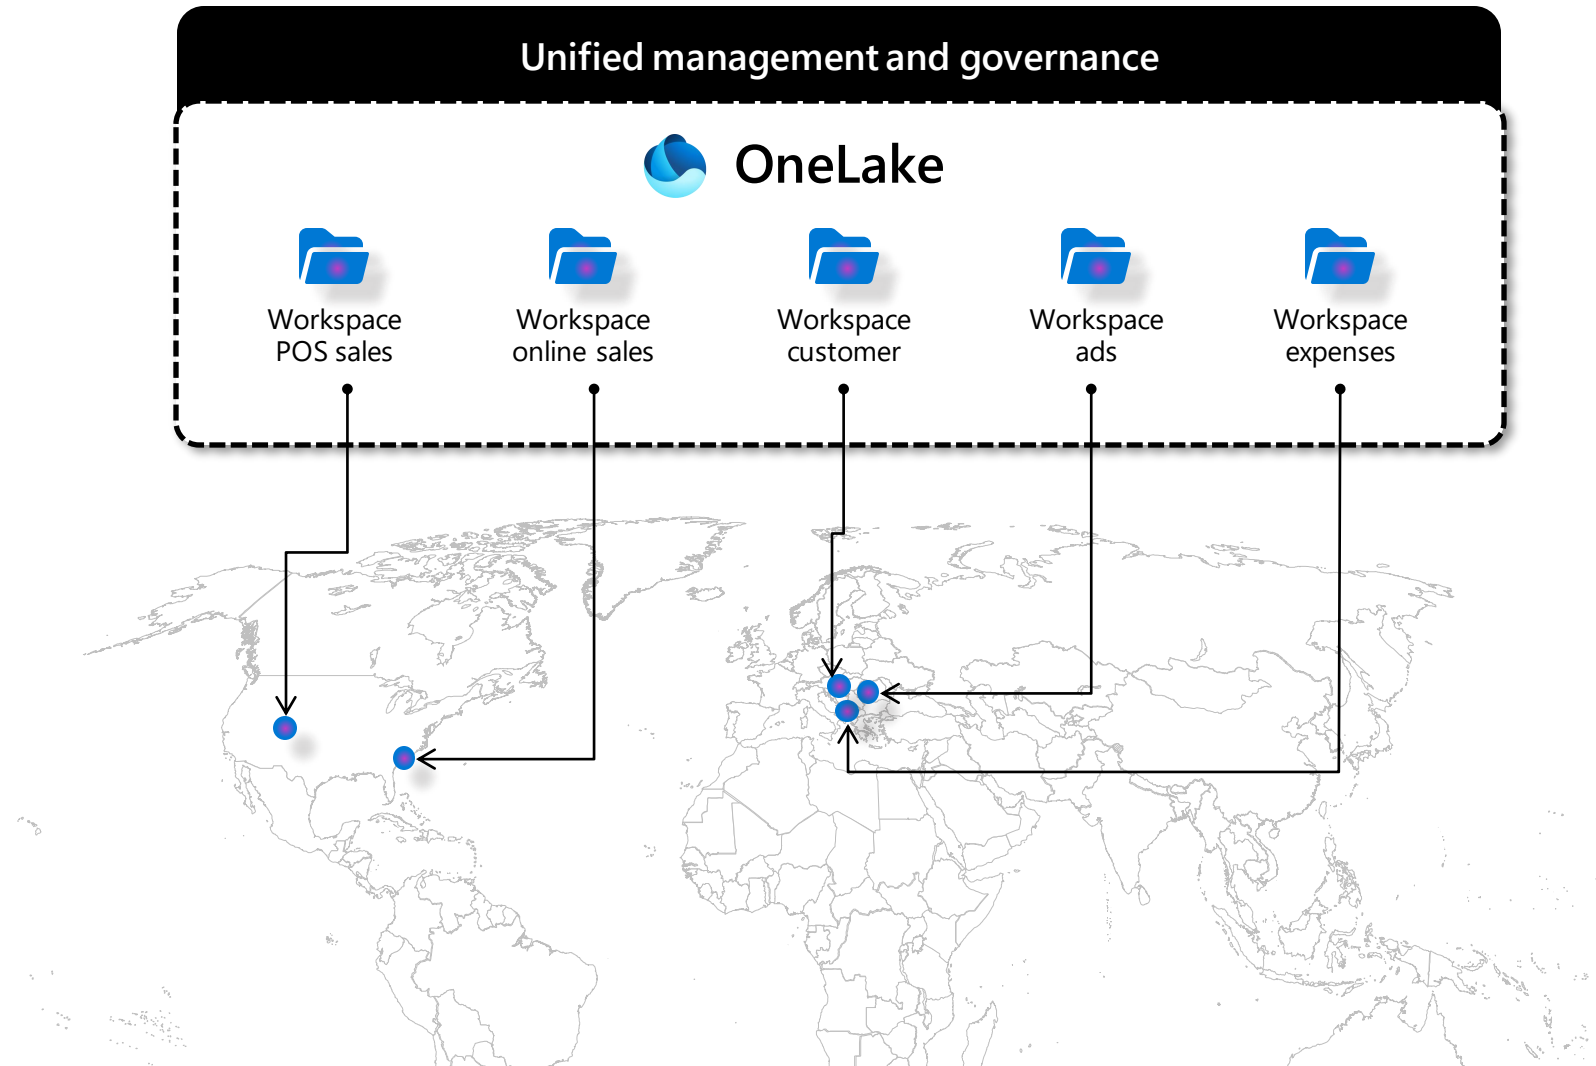 Unified management and governance
OneLake
Workspace
POS sales
Workspace
online sales
Workspace
customer
Workspace
ads
Workspace
expenses